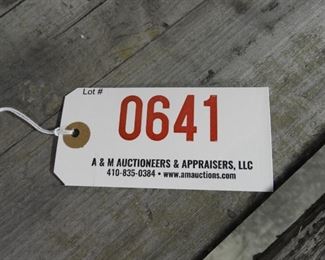 Lot #
0641
A & M AUCTIONEERS & APPRAISERS, LLC
410-835-0384 • www.amauctions.com